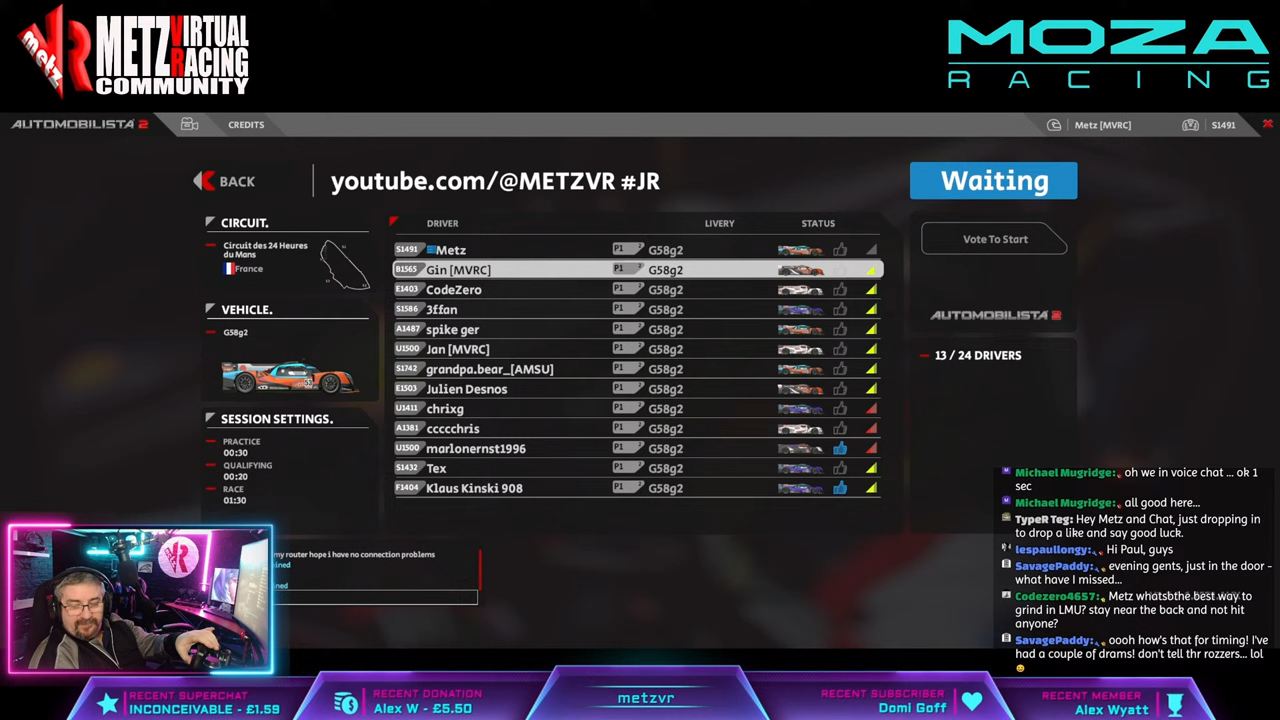 metz
VR
METZ VIRTUAL
RACING
COMMUNITY
MOZA
RACING
AUTOMOBILISTA 2
CREDITS
Metz [MVRC]
S1491
BACK
youtube.com/@METZVR #JR
Waiting
CIRCUIT.
Circuit des 24 Heures
du Mans
France
VEHICLE.
G58g2
SESSION SETTINGS.
PRACTICE
00:30
QUALIFYING
00:20
RACE
01:30
DRIVER LIVERY STATUS
S1491 Metz P1 G58g2
B1565 Gin [MVRC] P1 G58g2
E1403 CodeZero P1 G58g2
S1586 3ffan P1 G58g2
A1487 spike ger P1 G58g2
U1500 Jan [MVRC] P1 G58g2
S1742 grandpa.bear_[AMSU] P1 G58g2
E1503 Julien Desnos P1 G58g2
U1411 chrixg P1 G58g2
A1381 ccccchris P1 G58g2
U1500 marlonernst1996 P1 G58g2
S1432 Tex P1 G58g2
F1404 Klaus Kinski 908 P1 G58g2
Vote To Start
AUTOMOBILISTA 2
13 / 24 DRIVERS
my router hope i have no connection problems
Michael Mugridge: oh we in voice chat ... ok 1
sec
Michael Mugridge: all good here...
TypeR Teg: Hey Metz and Chat, just dropping in
to drop a like and say good luck.
lespaullongy: Hi Paul, guys
SavagePaddy: evening gents, just in the door -
what have I missed...
Codezero4657: Metz whatsbthe best way to
grind in LMU? stay near the back and not hit
anyone?
SavagePaddy: oooh how's that for timing! I've
had a couple of drams! don't tell thr rozzers... lol
RECENT SUPERCHAT
INCONCEIVABLE - £1.59
RECENT DONATION
Alex W - £5.50
metzvr
RECENT SUBSCRIBER
Domi Goff
RECENT MEMBER
Alex Wyatt